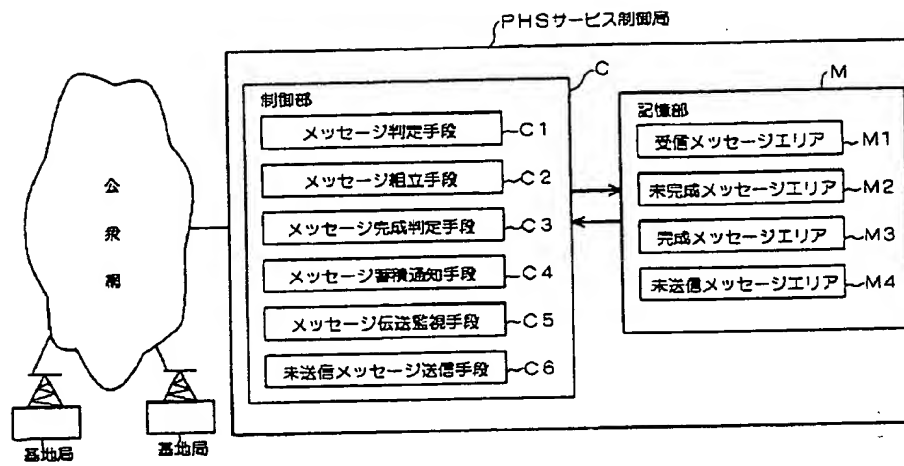 PHSサービス制御局
C
M
制御部
メッセージ判定手段
C1
メッセージ組立手段
C2
メッセージ完成判定手段
C3
メッセージ蓄積通知手段
C4
メッセージ伝送監視手段
C5
未送信メッセージ送信手段
C6
記憶部
受信メッセージエリア
M1
未完成メッセージエリア
M2
完成メッセージエリア
M3
未送信メッセージエリア
M4
公
衆
網
基地局
基地局